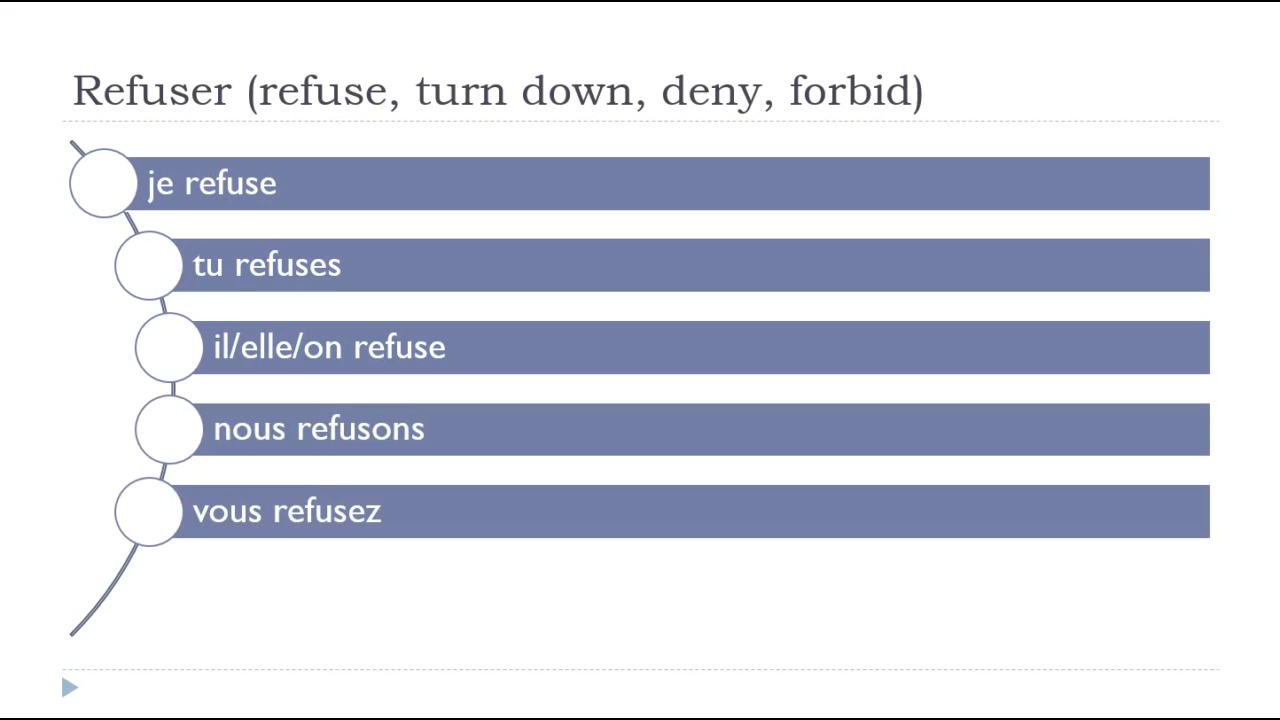 Refuser (refuse, turn down, deny, forbid)
je refuse
tu refuses
il/elle/on refuse
nous refusons
vous refusez